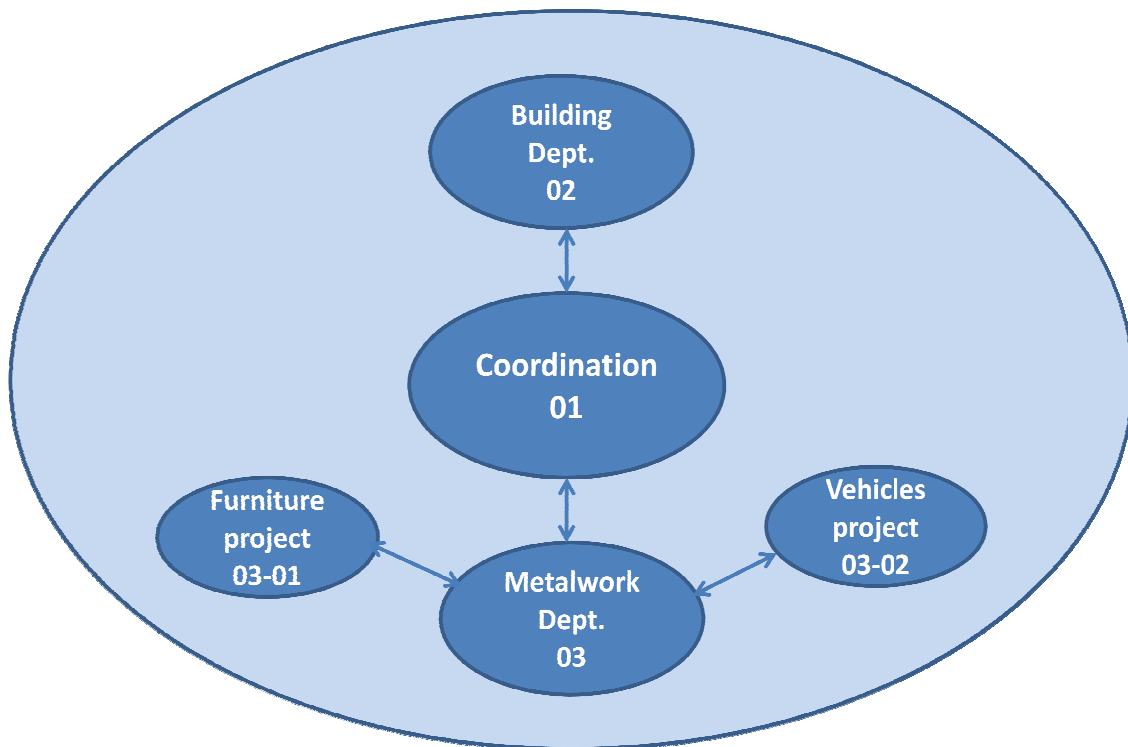 Building
Dept.
02
Coordination
01
Furniture
project
03-01
Vehicles
project
03-02
Metalwork
Dept.
03